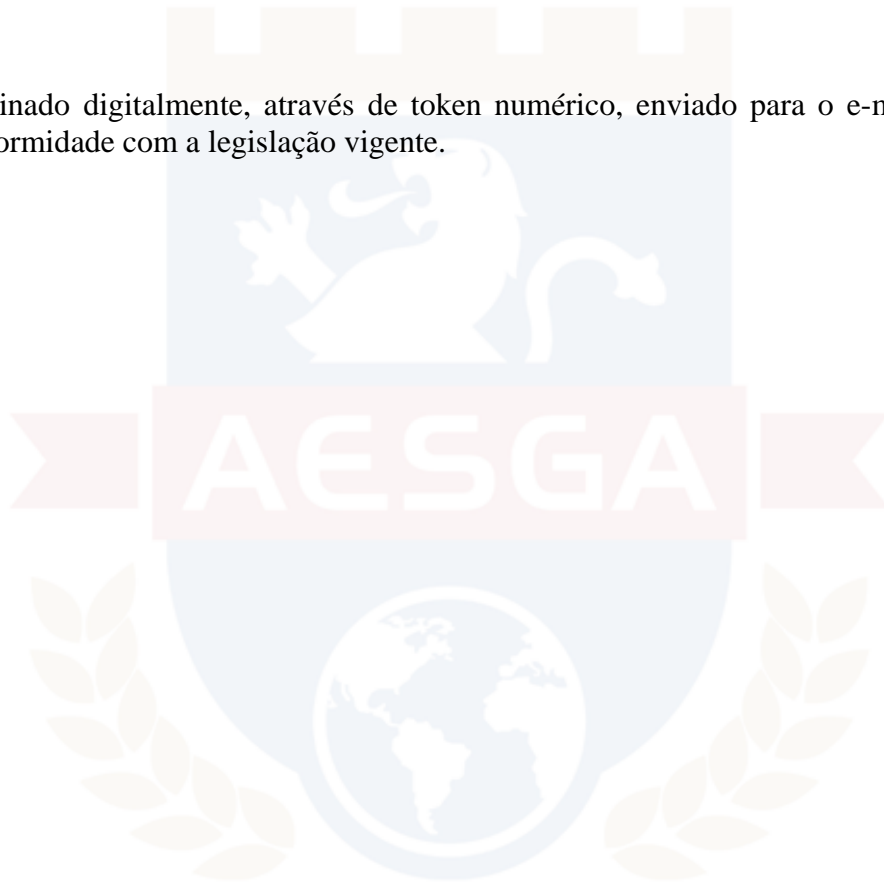 inado digitalmente, através de token numérico, enviado para o e-m
ormidade com a legislação vigente.
AESGA